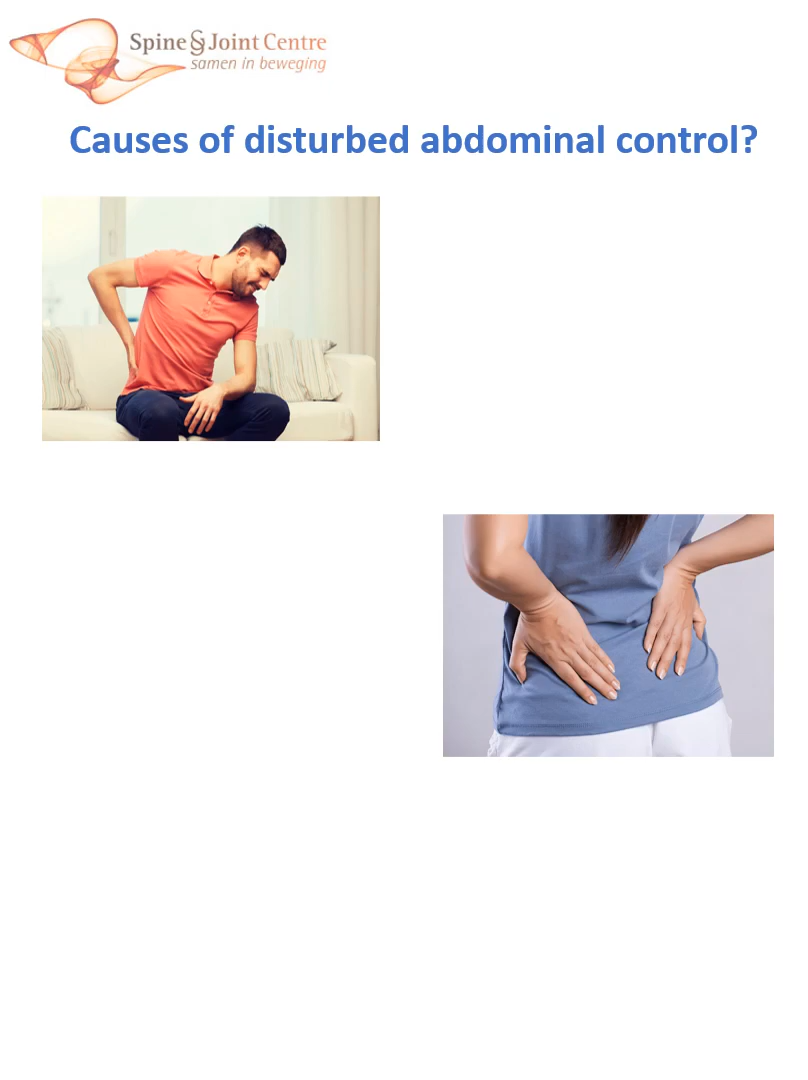 Spine & Joint Centre
samen in beweging
Causes of disturbed abdominal control?